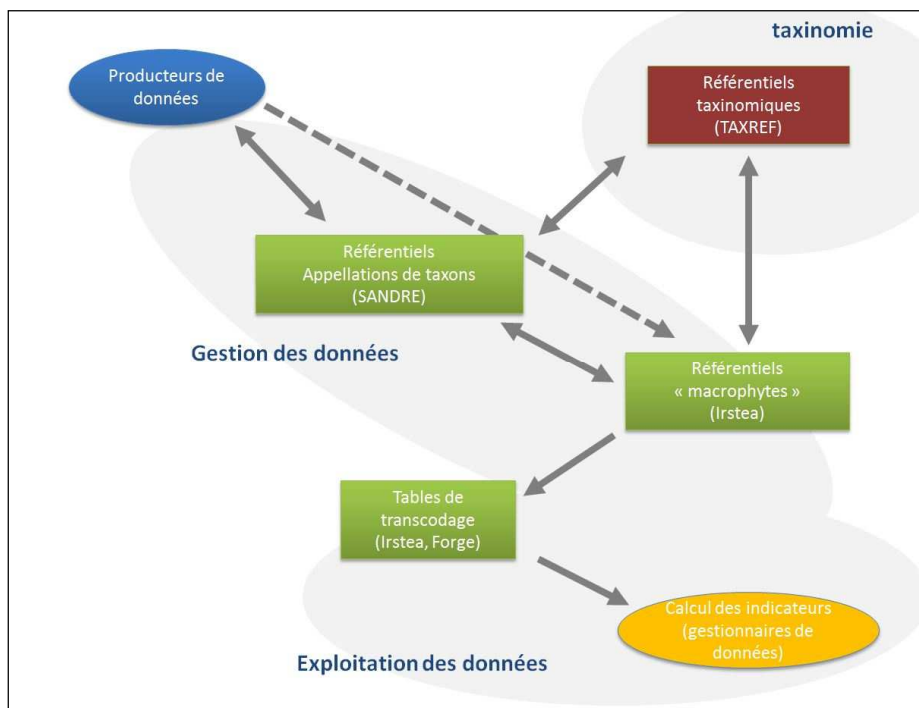 taxinomie
Producteurs de
données
Référentiels
taxinomiques
(TAXREF)
Référentiels
Appellations de taxons
(SANDRE)
Gestion des données
Référentiels
« macrophytes »
(Irstea)
Tables de
transcodage
(Irstea, Forge)
Calcul des indicateurs
(gestionnaires de
données)
Exploitation des données